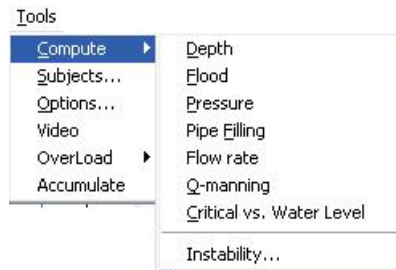 Tools
Compute
Subjects...
Options...
Video
OverLoad
Accumulate
Depth
Flood
Pressure
Pipe Filling
Flow rate
Q-manning
Critical vs. Water Level
Instability...